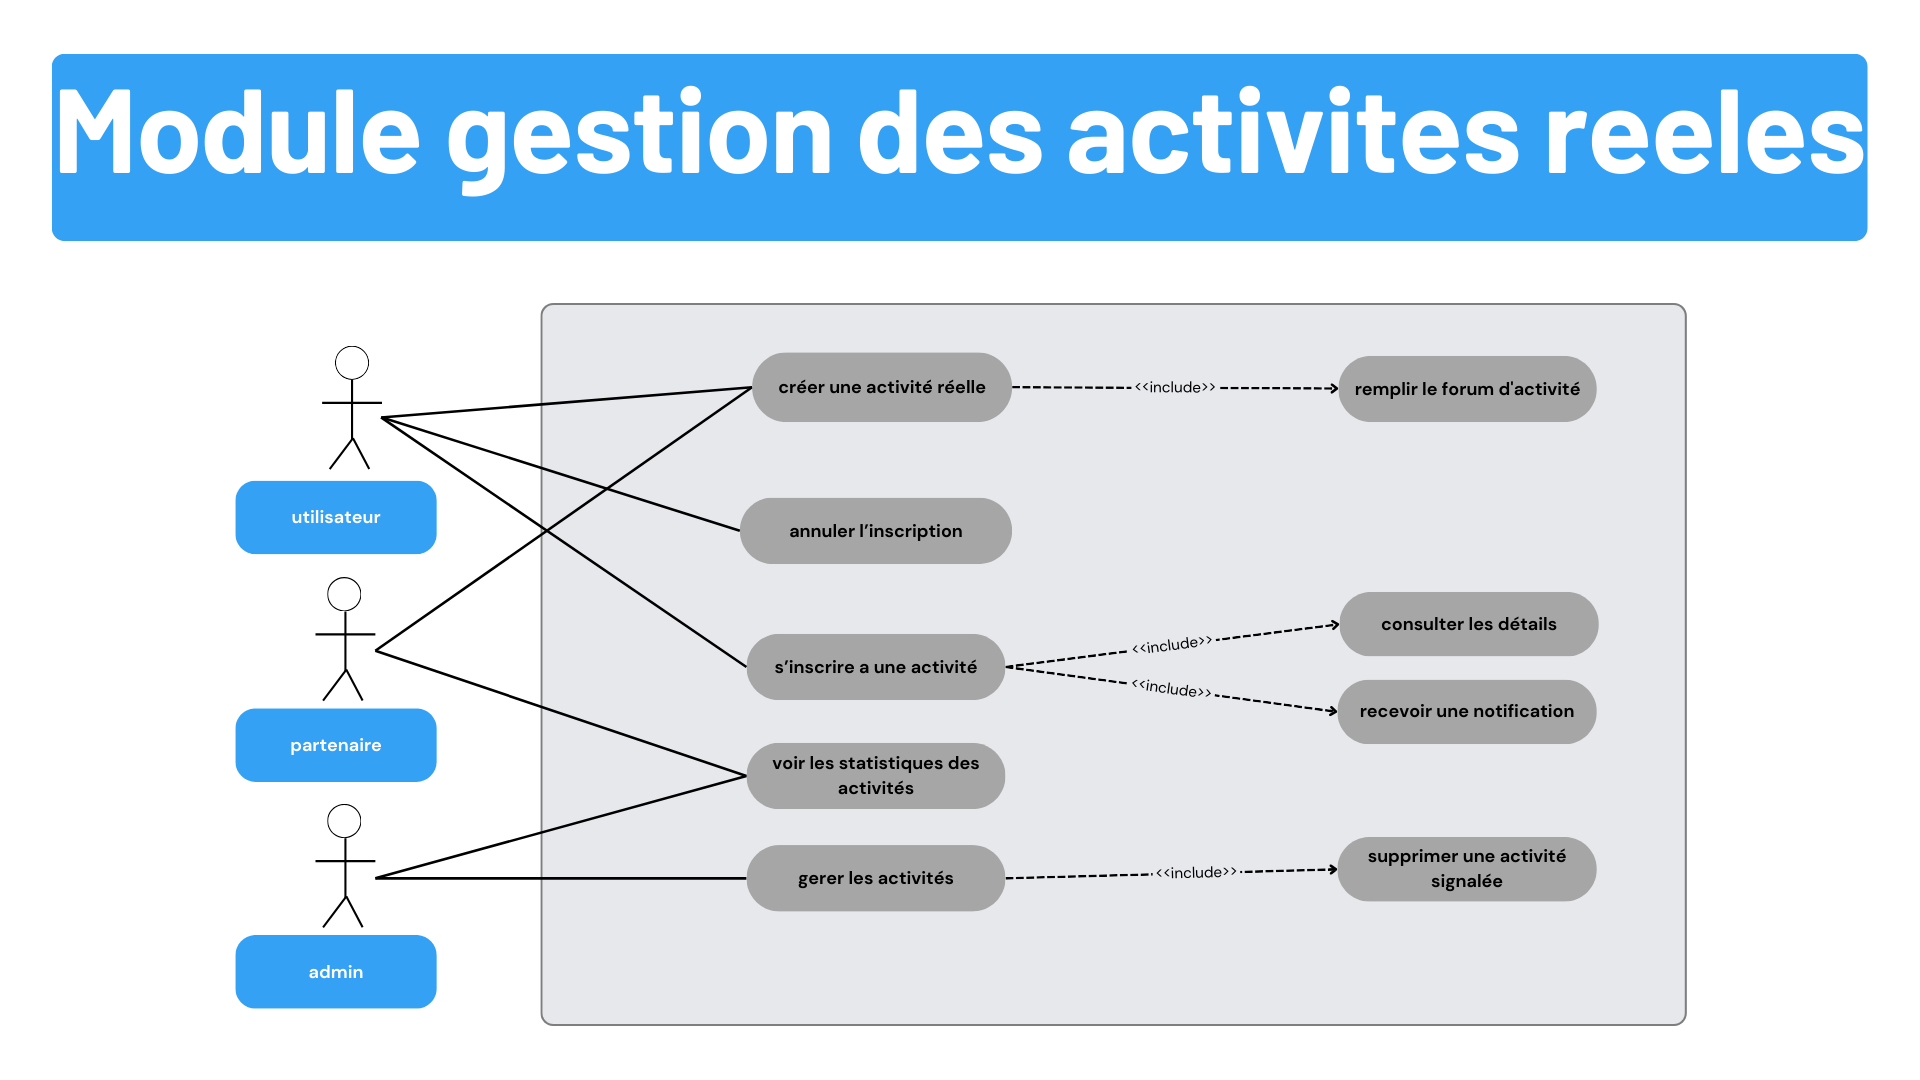 Module gestion des activites reeles
créer une activité réelle
<<include>>
remplir le forum d'activité
utilisateur
annuler l’inscription
s’inscrire a une activité
<<include>>
consulter les détails
<<include>>
recevoir une notification
partenaire
voir les statistiques des
activités
gerer les activités
<<include>>
supprimer une activité
signalée
admin